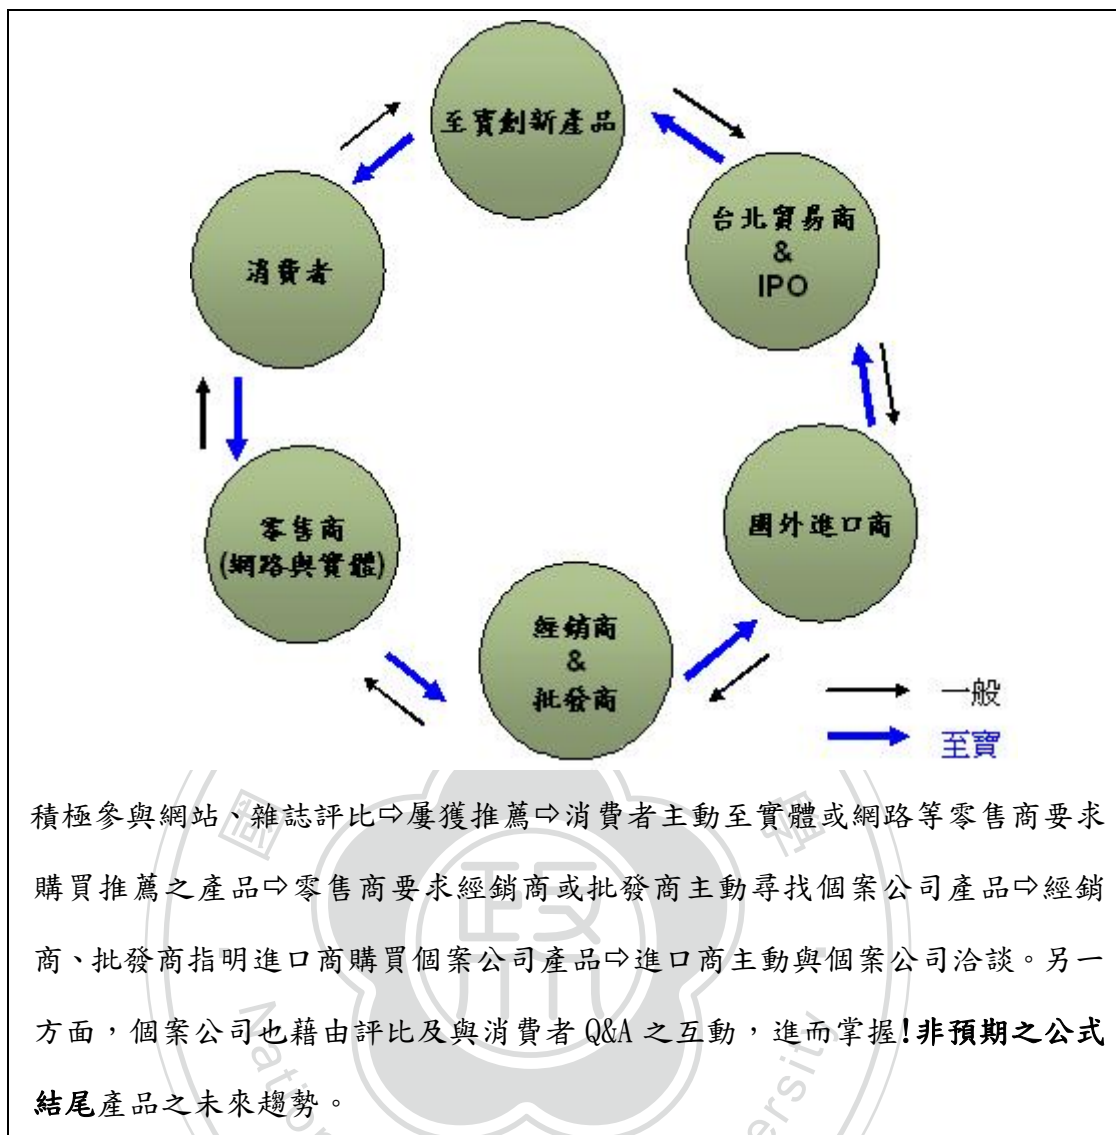 至寶創新產品
台北貿易商
&
IPO
消費者
國外進口商
零售商
(網路與實體)
經銷商
&
批發商
一般
至寶
積極參與網站、雜誌評比⇨屢獲推薦⇨消費者主動至實體或網路等零售商要求
購買推薦之產品⇨零售商要求經銷商或批發商主動尋找個案公司產品⇨經銷
商、批發商指明進口商購買個案公司產品⇨進口商主動與個案公司洽談。另一
方面，個案公司也藉由評比及與消費者 Q&A 之互動，進而掌握!非預期之公式
結尾產品之未來趨勢。